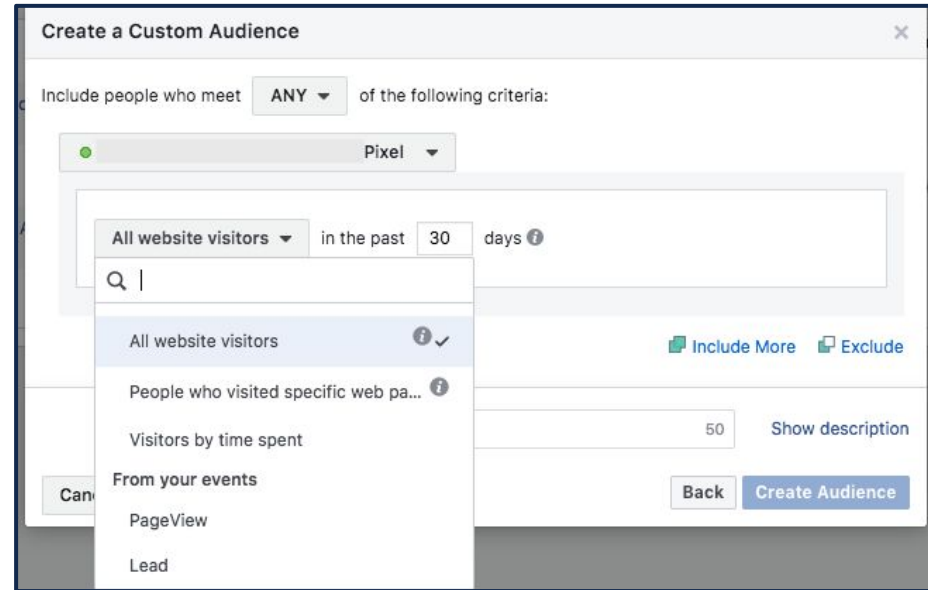 Create a Custom Audience
Include people who meet ANY of the following criteria:
Pixel
All website visitors in the past 30 days
All website visitors
People who visited specific web pa...
Include More Exclude
Visitors by time spent
50 Show description
From your events
Back Create Audience
PageView
Lead